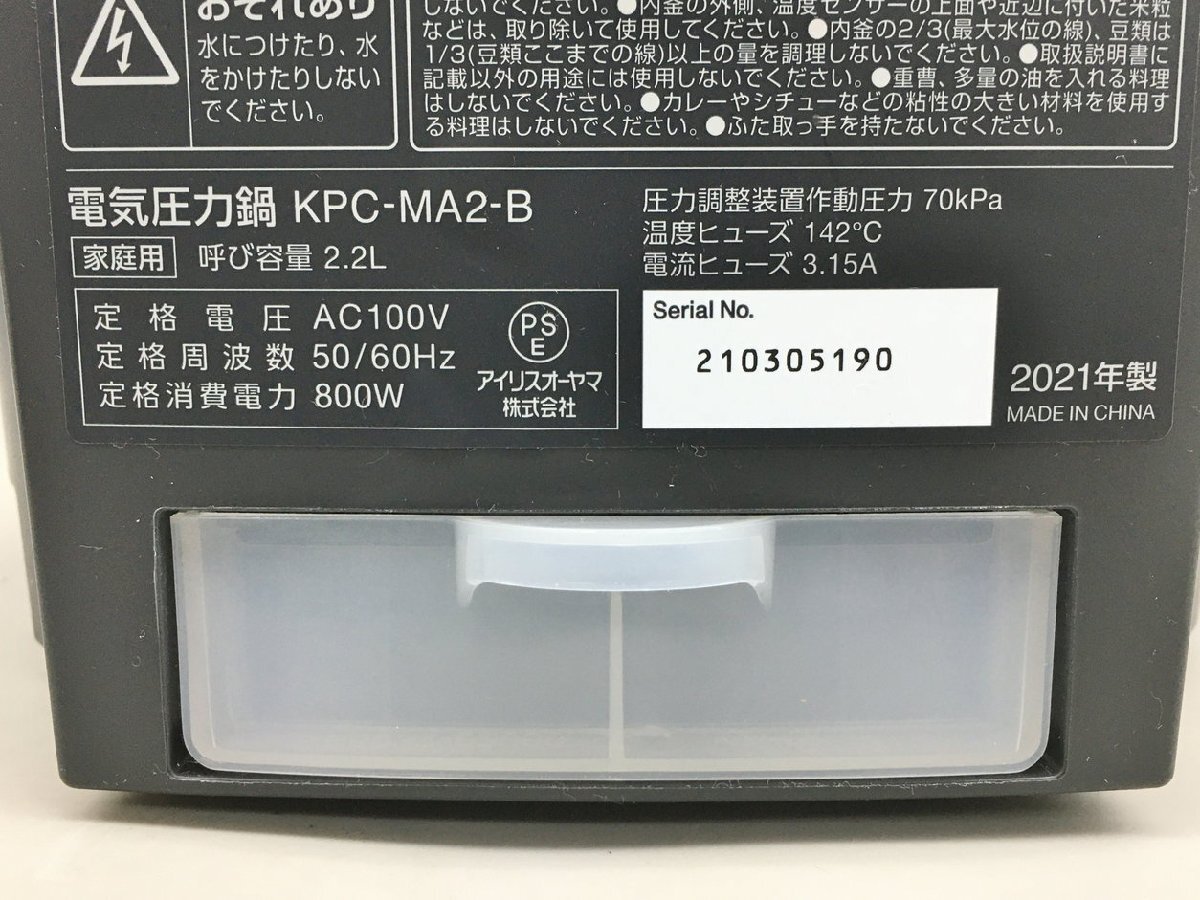 おそれあり
水につけたり、水
をかけたりしない
でください。
しないでください。●内釜の外側、温度センサーの上面や近辺に付いた米粒
などは、取り除いて使用してください。●内釜の2/3(最大水位の線)、豆類は
1/3(豆類ここまでの線)以上の量を調理しないでください。●取扱説明書に
記載以外の用途には使用しないでください。●重曹、多量の油を入れる料理
はしないでください。●カレーやシチューなどの粘性の大きい材料を使用す
る料理はしないでください。●ふた取っ手を持たないでください。
電気圧力鍋 KPC-MA2-B
家庭用 呼び容量 2.2L
定格電圧 AC100V
定格周波数 50/60Hz
定格消費電力 800W
PS
E
アイリスオーヤマ
株式会社
圧力調整装置作動圧力 70kPa
温度ヒューズ 142°C
電流ヒューズ 3.15A
Serial No.
210305190
2021年製
MADE IN CHINA